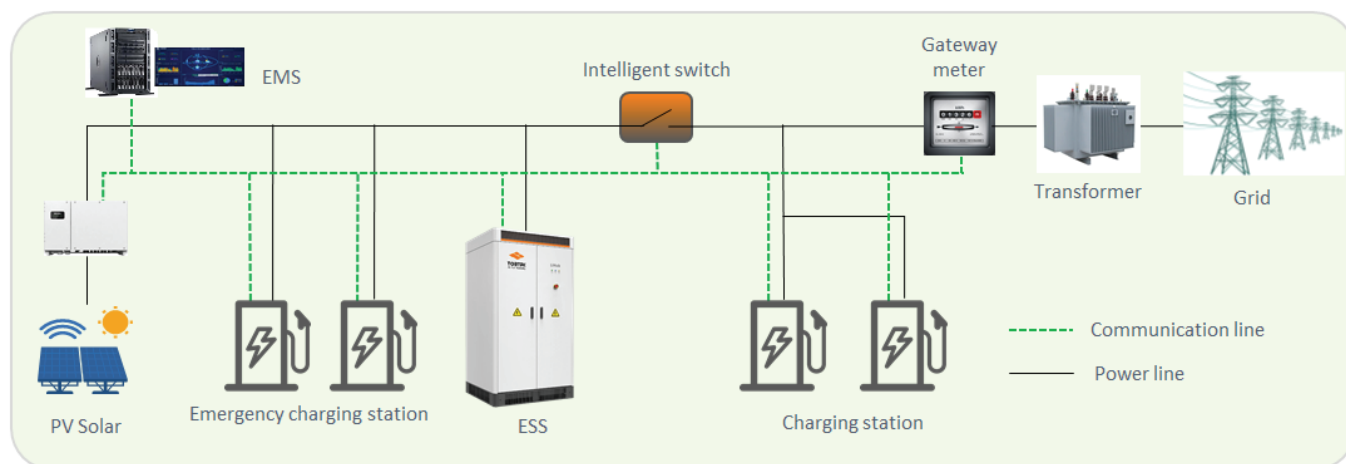 EMS
Intelligent switch
Gateway
meter
Transformer
Grid
PV Solar
Emergency charging station
ESS
Charging station
Communication line
Power line